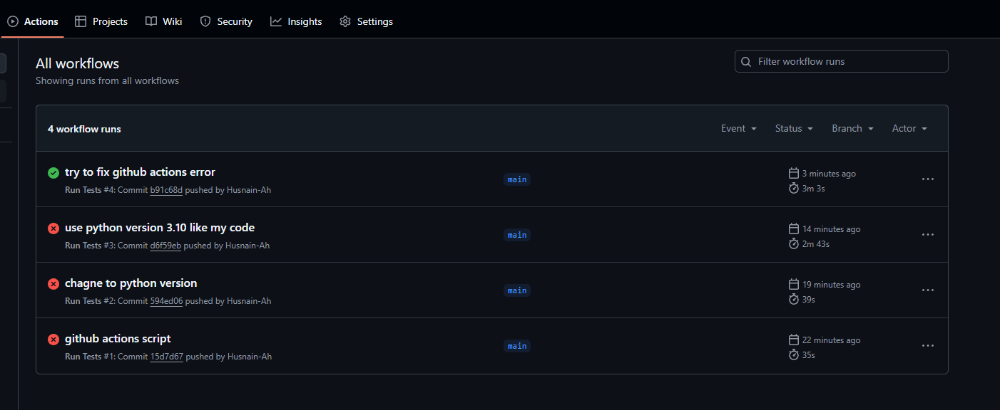 Actions Projects Wiki Security Insights Settings
All workflows
Filter workflow runs
Showing runs from all workflows
4 workflow runs
Event Status Branch Actor
try to fix github actions error
main
3 minutes ago
Run Tests #4: Commit b91c68d pushed by Husnain-Ah
3m 3s
use python version 3.10 like my code
main
14 minutes ago
Run Tests #3: Commit d6f59eb pushed by Husnain-Ah
2m 43s
chagne to python version
main
19 minutes ago
Run Tests #2: Commit 594ed06 pushed by Husnain-Ah
39s
github actions script
main
22 minutes ago
Run Tests #1: Commit 15d7d67 pushed by Husnain-Ah
35s